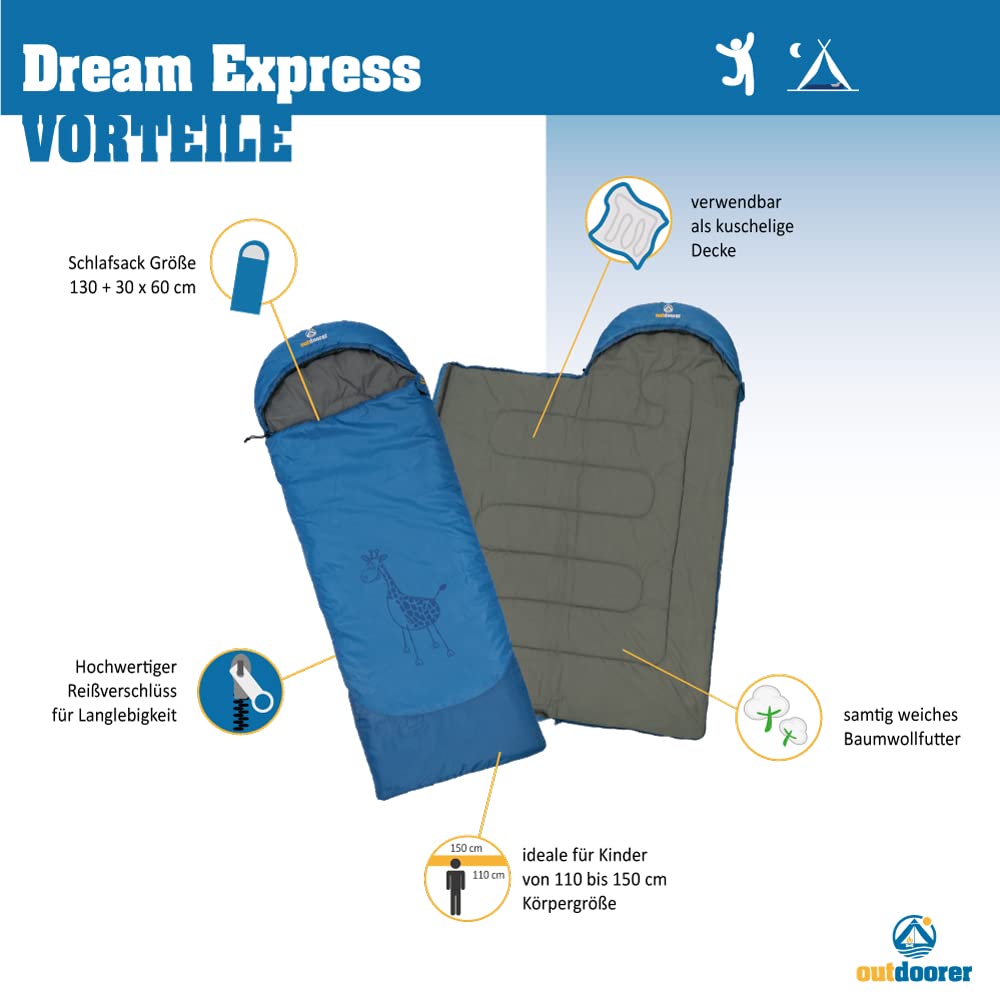 Dream Express
VORTEILE
verwendbar
als kuschelige
Decke
Schlafsack Größe
130 + 30 x 60 cm
outdoorer
outdoorer
Hochwertiger
Reißverschlüss
für Langlebigkeit
samtig weiches
Baumwollfutter
150 cm
110 cm
ideale für Kinder
von 110 bis 150 cm
Körpergröße
outdoorer